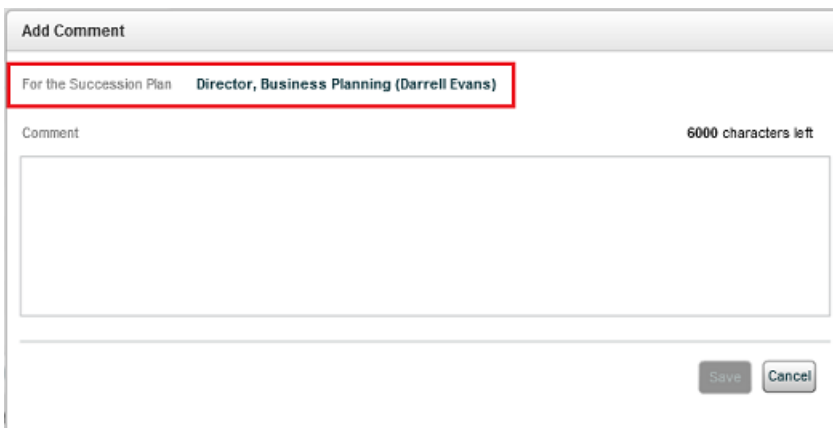 Add Comment
For the Succession Plan Director, Business Planning (Darrell Evans)
Comment 6000 characters left
Save Cancel